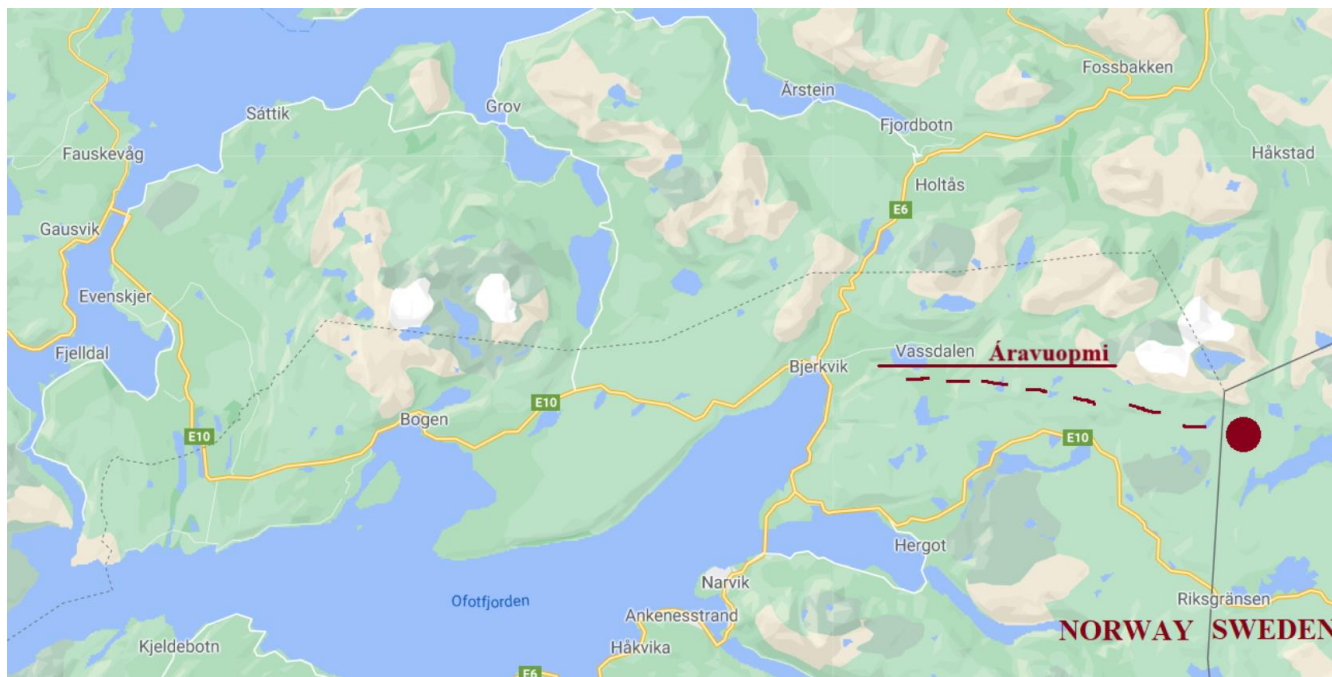 Fossbakken
Årstein
Grov
Sáttik
Fjordbotn
Fauskevåg
Håkstad
Holtås
E6
Gausvik
Evenskjer
Fjelldal
Vassdalen
Áravuopmi
Bjerkvik
E10
Bogen
E10
E10
Hergot
Narvik
Ofotfjorden
Riksgränsen
Ankenesstrand
NORWAY SWEDEN
Kjeldebotn
Håkvika
E6